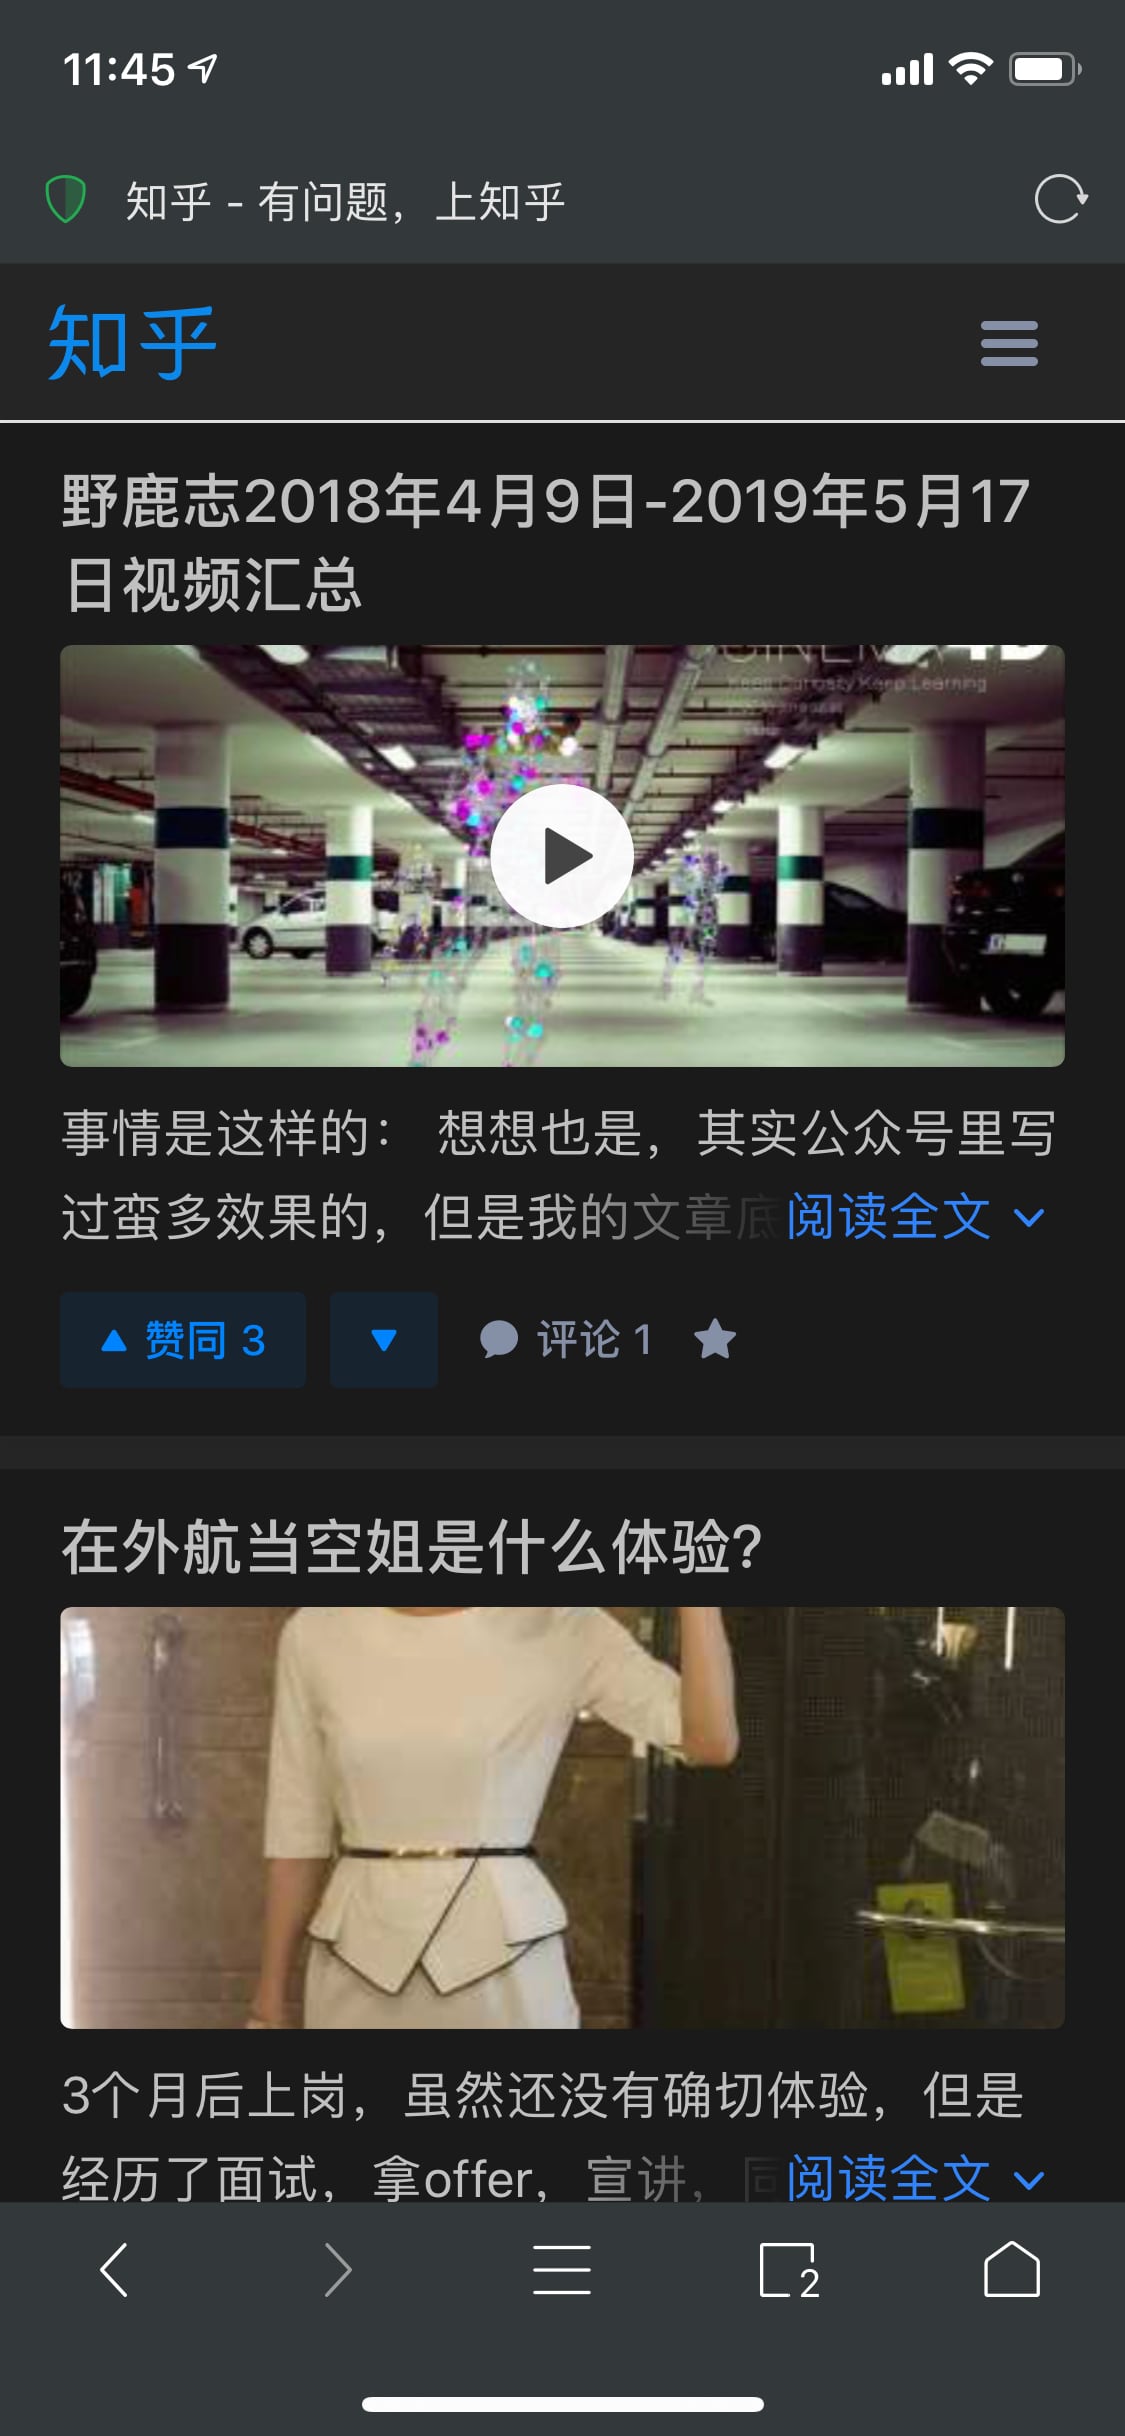 11:45
知乎 - 有问题，上知乎
知乎
野鹿志2018年4月9日-2019年5月17
日视频汇总
Keep Curiosity Keep Learning
事情是这样的： 想想也是，其实公众号里写
过蛮多效果的，但是我的文章底 阅读全文
赞同 3 评论 1
在外航当空姐是什么体验?
3个月后上岗，虽然还没有确切体验，但是
经历了面试，拿offer，宣讲，同 阅读全文
2